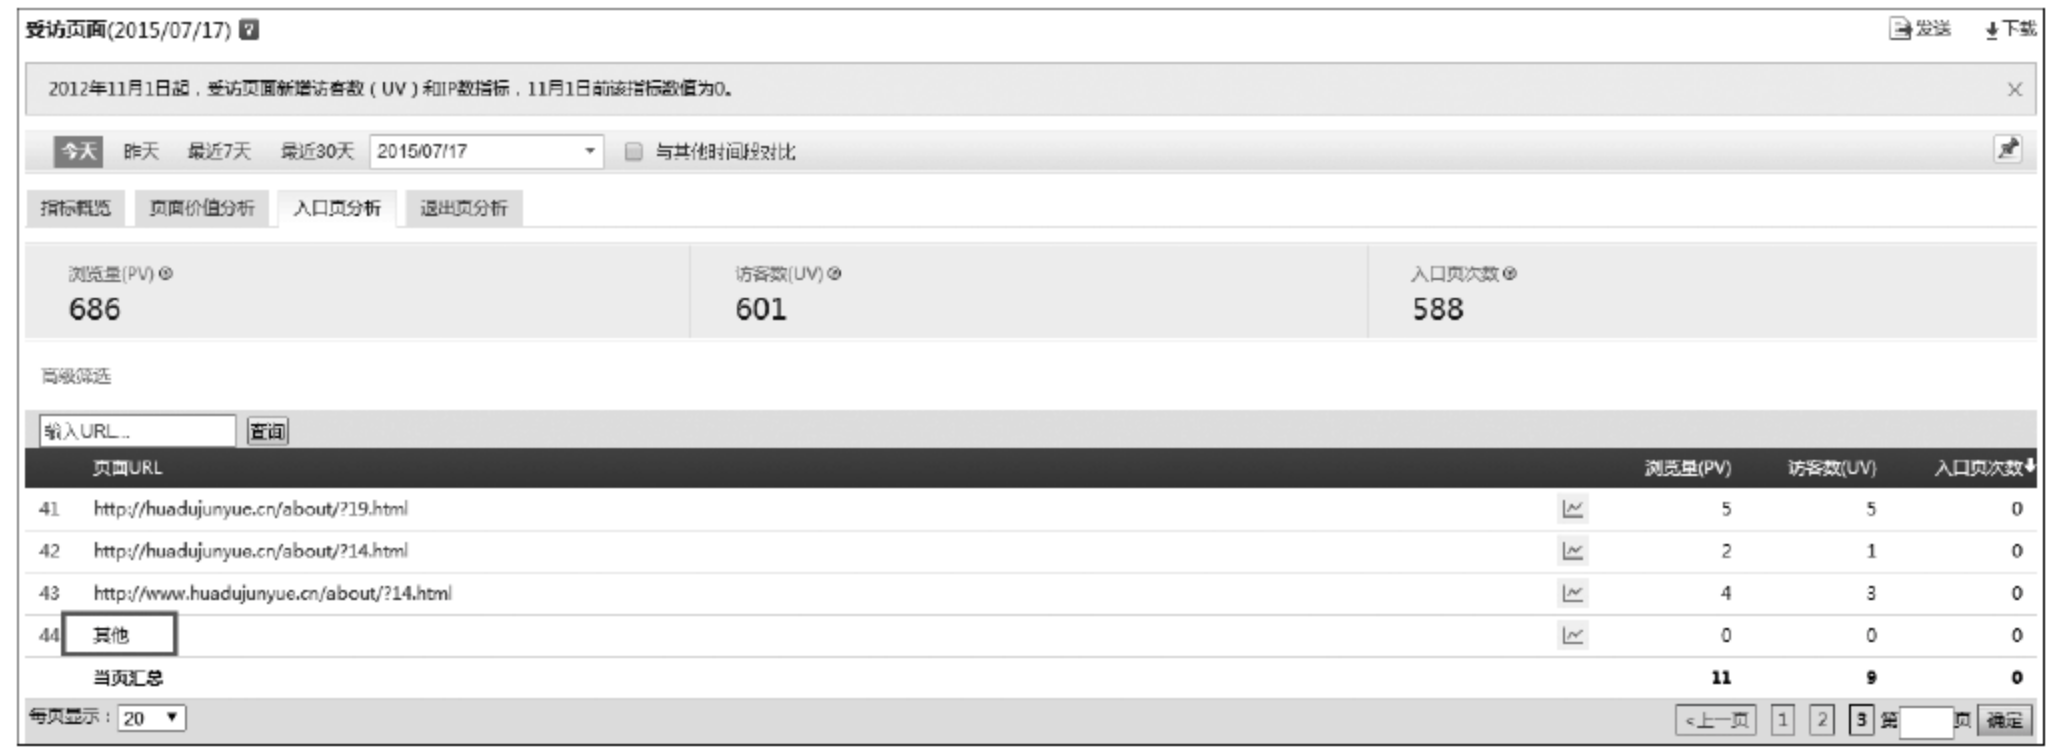 受访页面(2015/07/17) ?
发送 下载
2012年11月1日起，受访页面新增访客数（UV）和IP数指标，11月1日前该指标数值为0。
今天 昨天 最近7天 最近30天 2015/07/17 与其他时间段对比
指标概览 页面价值分析 入口页分析 退出页分析
浏览量(PV) 访客数(UV) 入口页次数
686 601 588
高级筛选
输入URL... 查询
页面URL 浏览量(PV) 访客数(UV) 入口页次数
41 http://huadujunyue.cn/about/?19.html 5 5 0
42 http://huadujunyue.cn/about/?14.html 2 1 0
43 http://www.huadujunyue.cn/about/?14.html 4 3 0
44 其他 0 0 0
当页汇总 11 9 0
每页显示：20 <上一页 1 2 3 第 页 确定